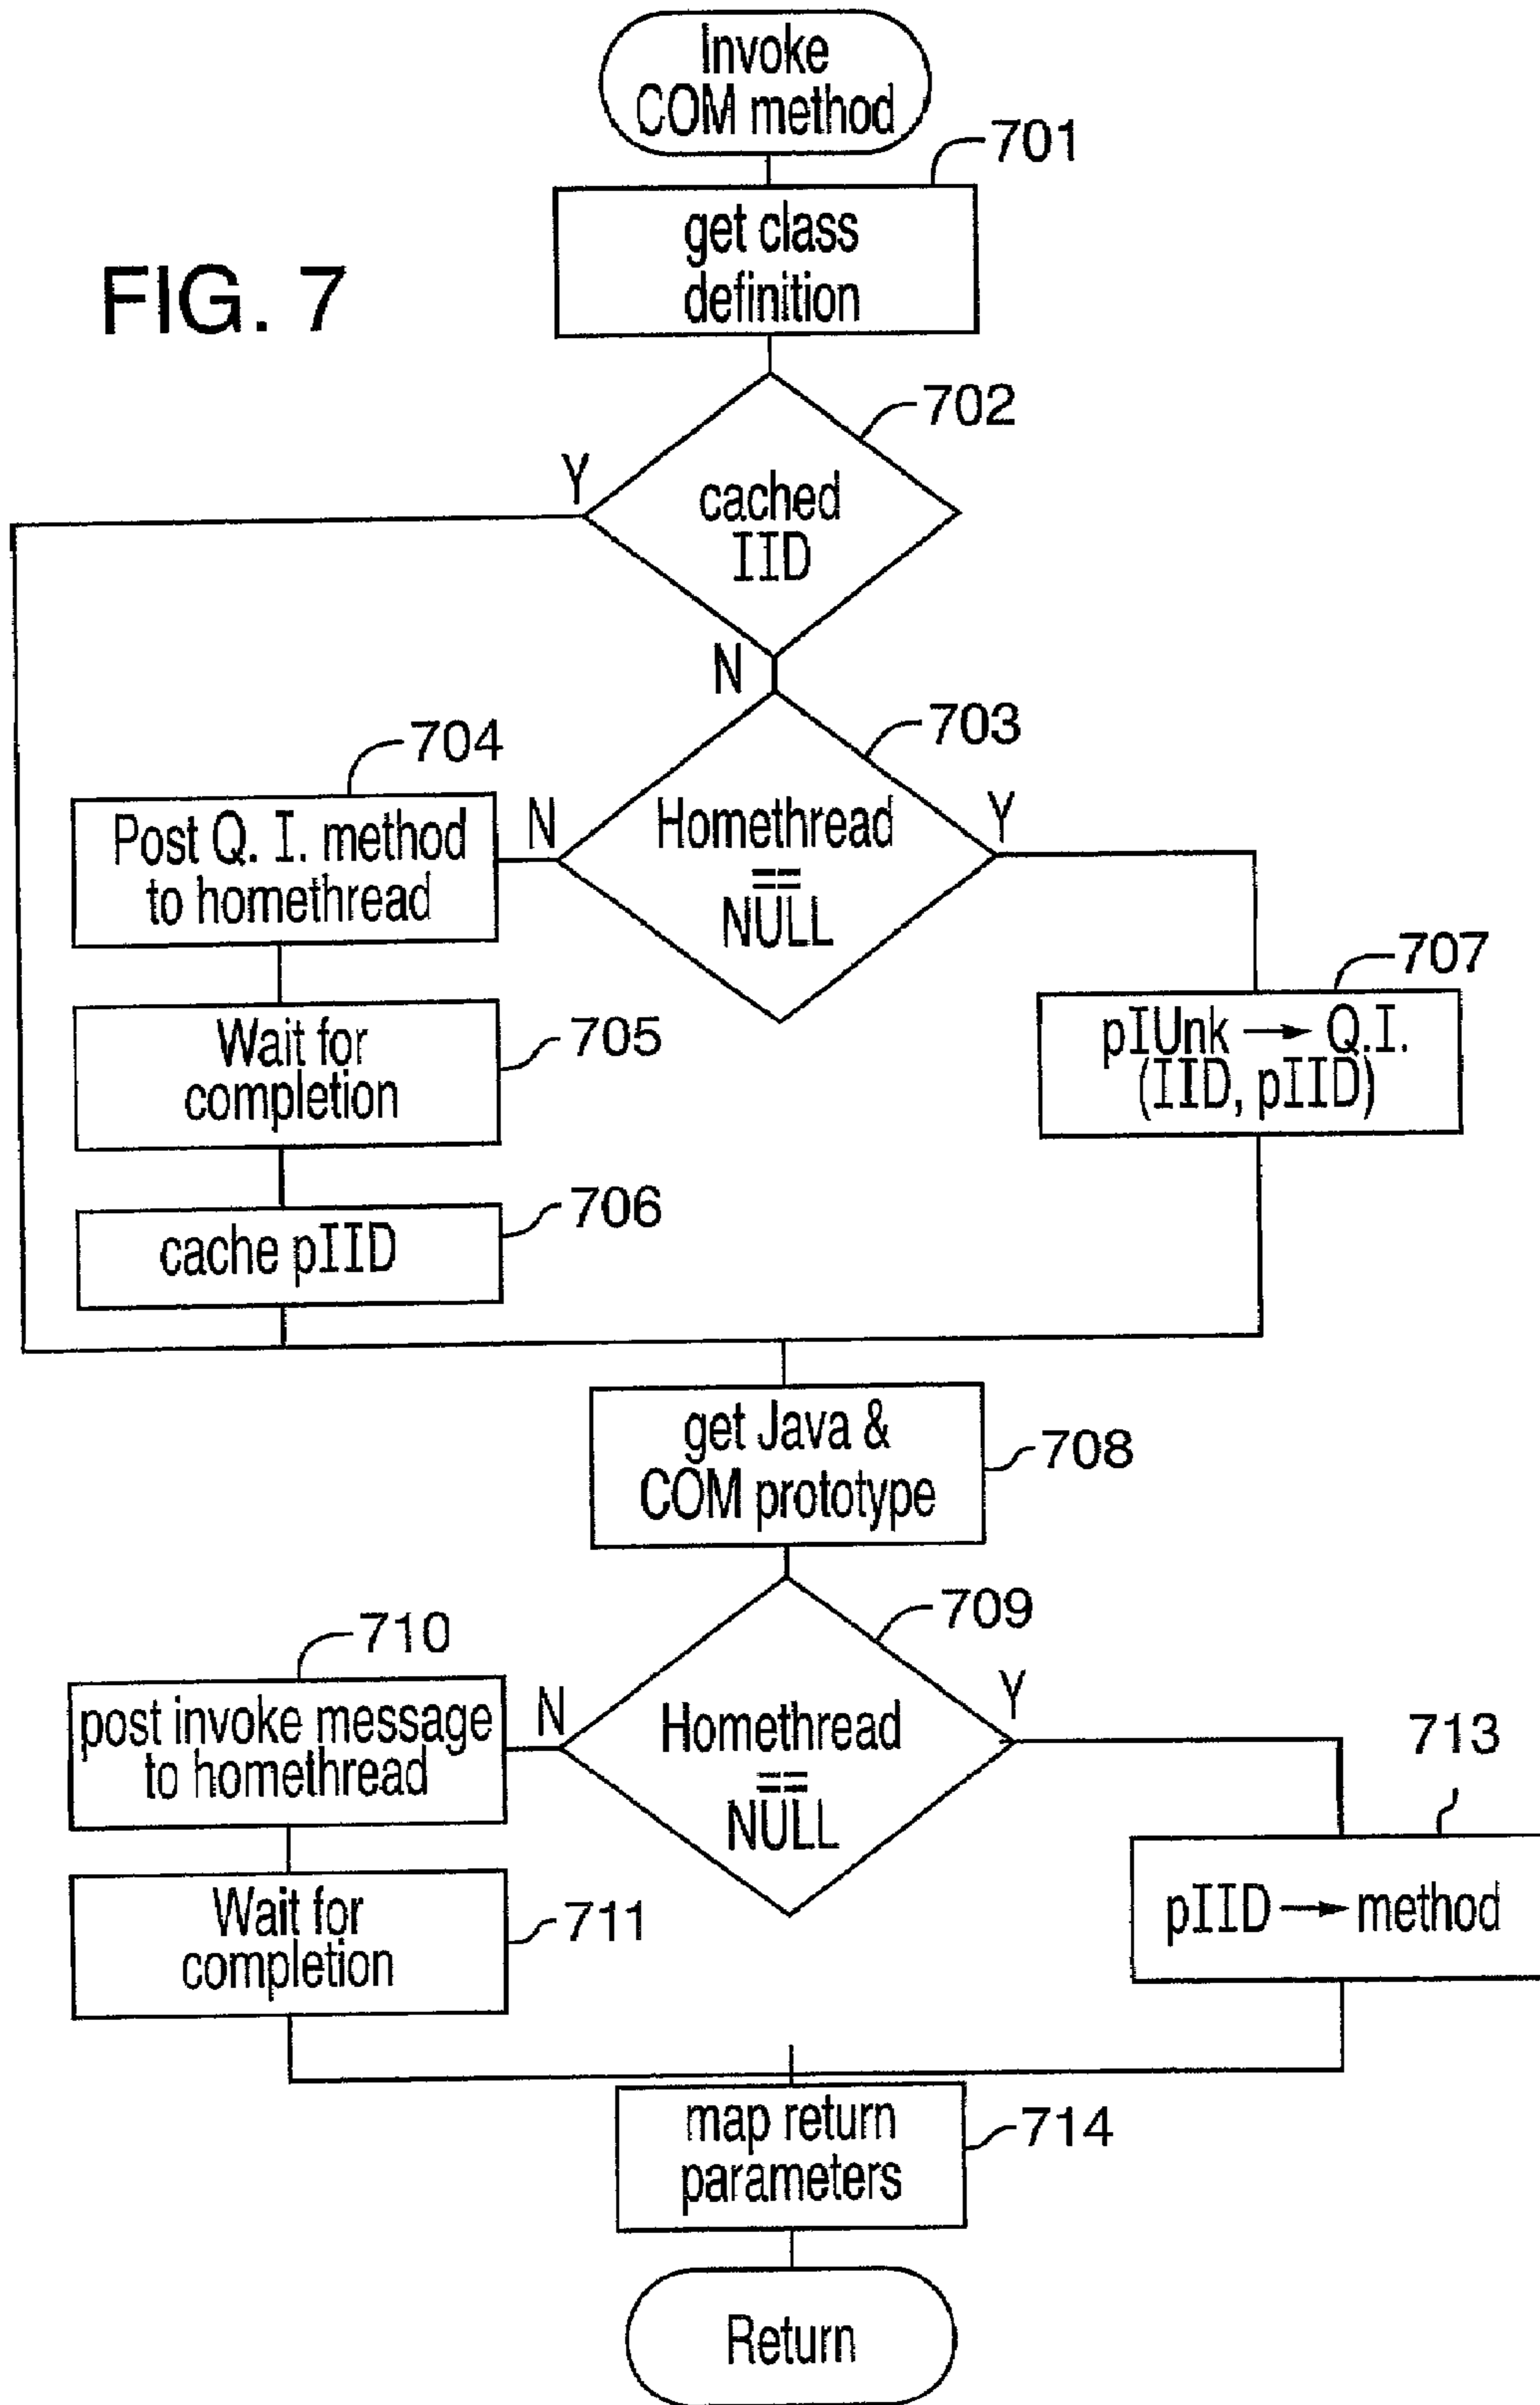 Invoke
COM method
701
get class
definition
FIG. 7
702
Y
cached
IID
N
703
704
Post Q. I. method
to homethread
N
Homethread
==
NULL
Y
707
pIUnk → Q.I.
(IID, pIID)
Wait for
completion
705
cache pIID
706
get Java &
COM prototype
708
709
710
post invoke message
to homethread
N
Homethread
==
NULL
Y
713
pIID → method
Wait for
completion
711
map return
parameters
714
Return